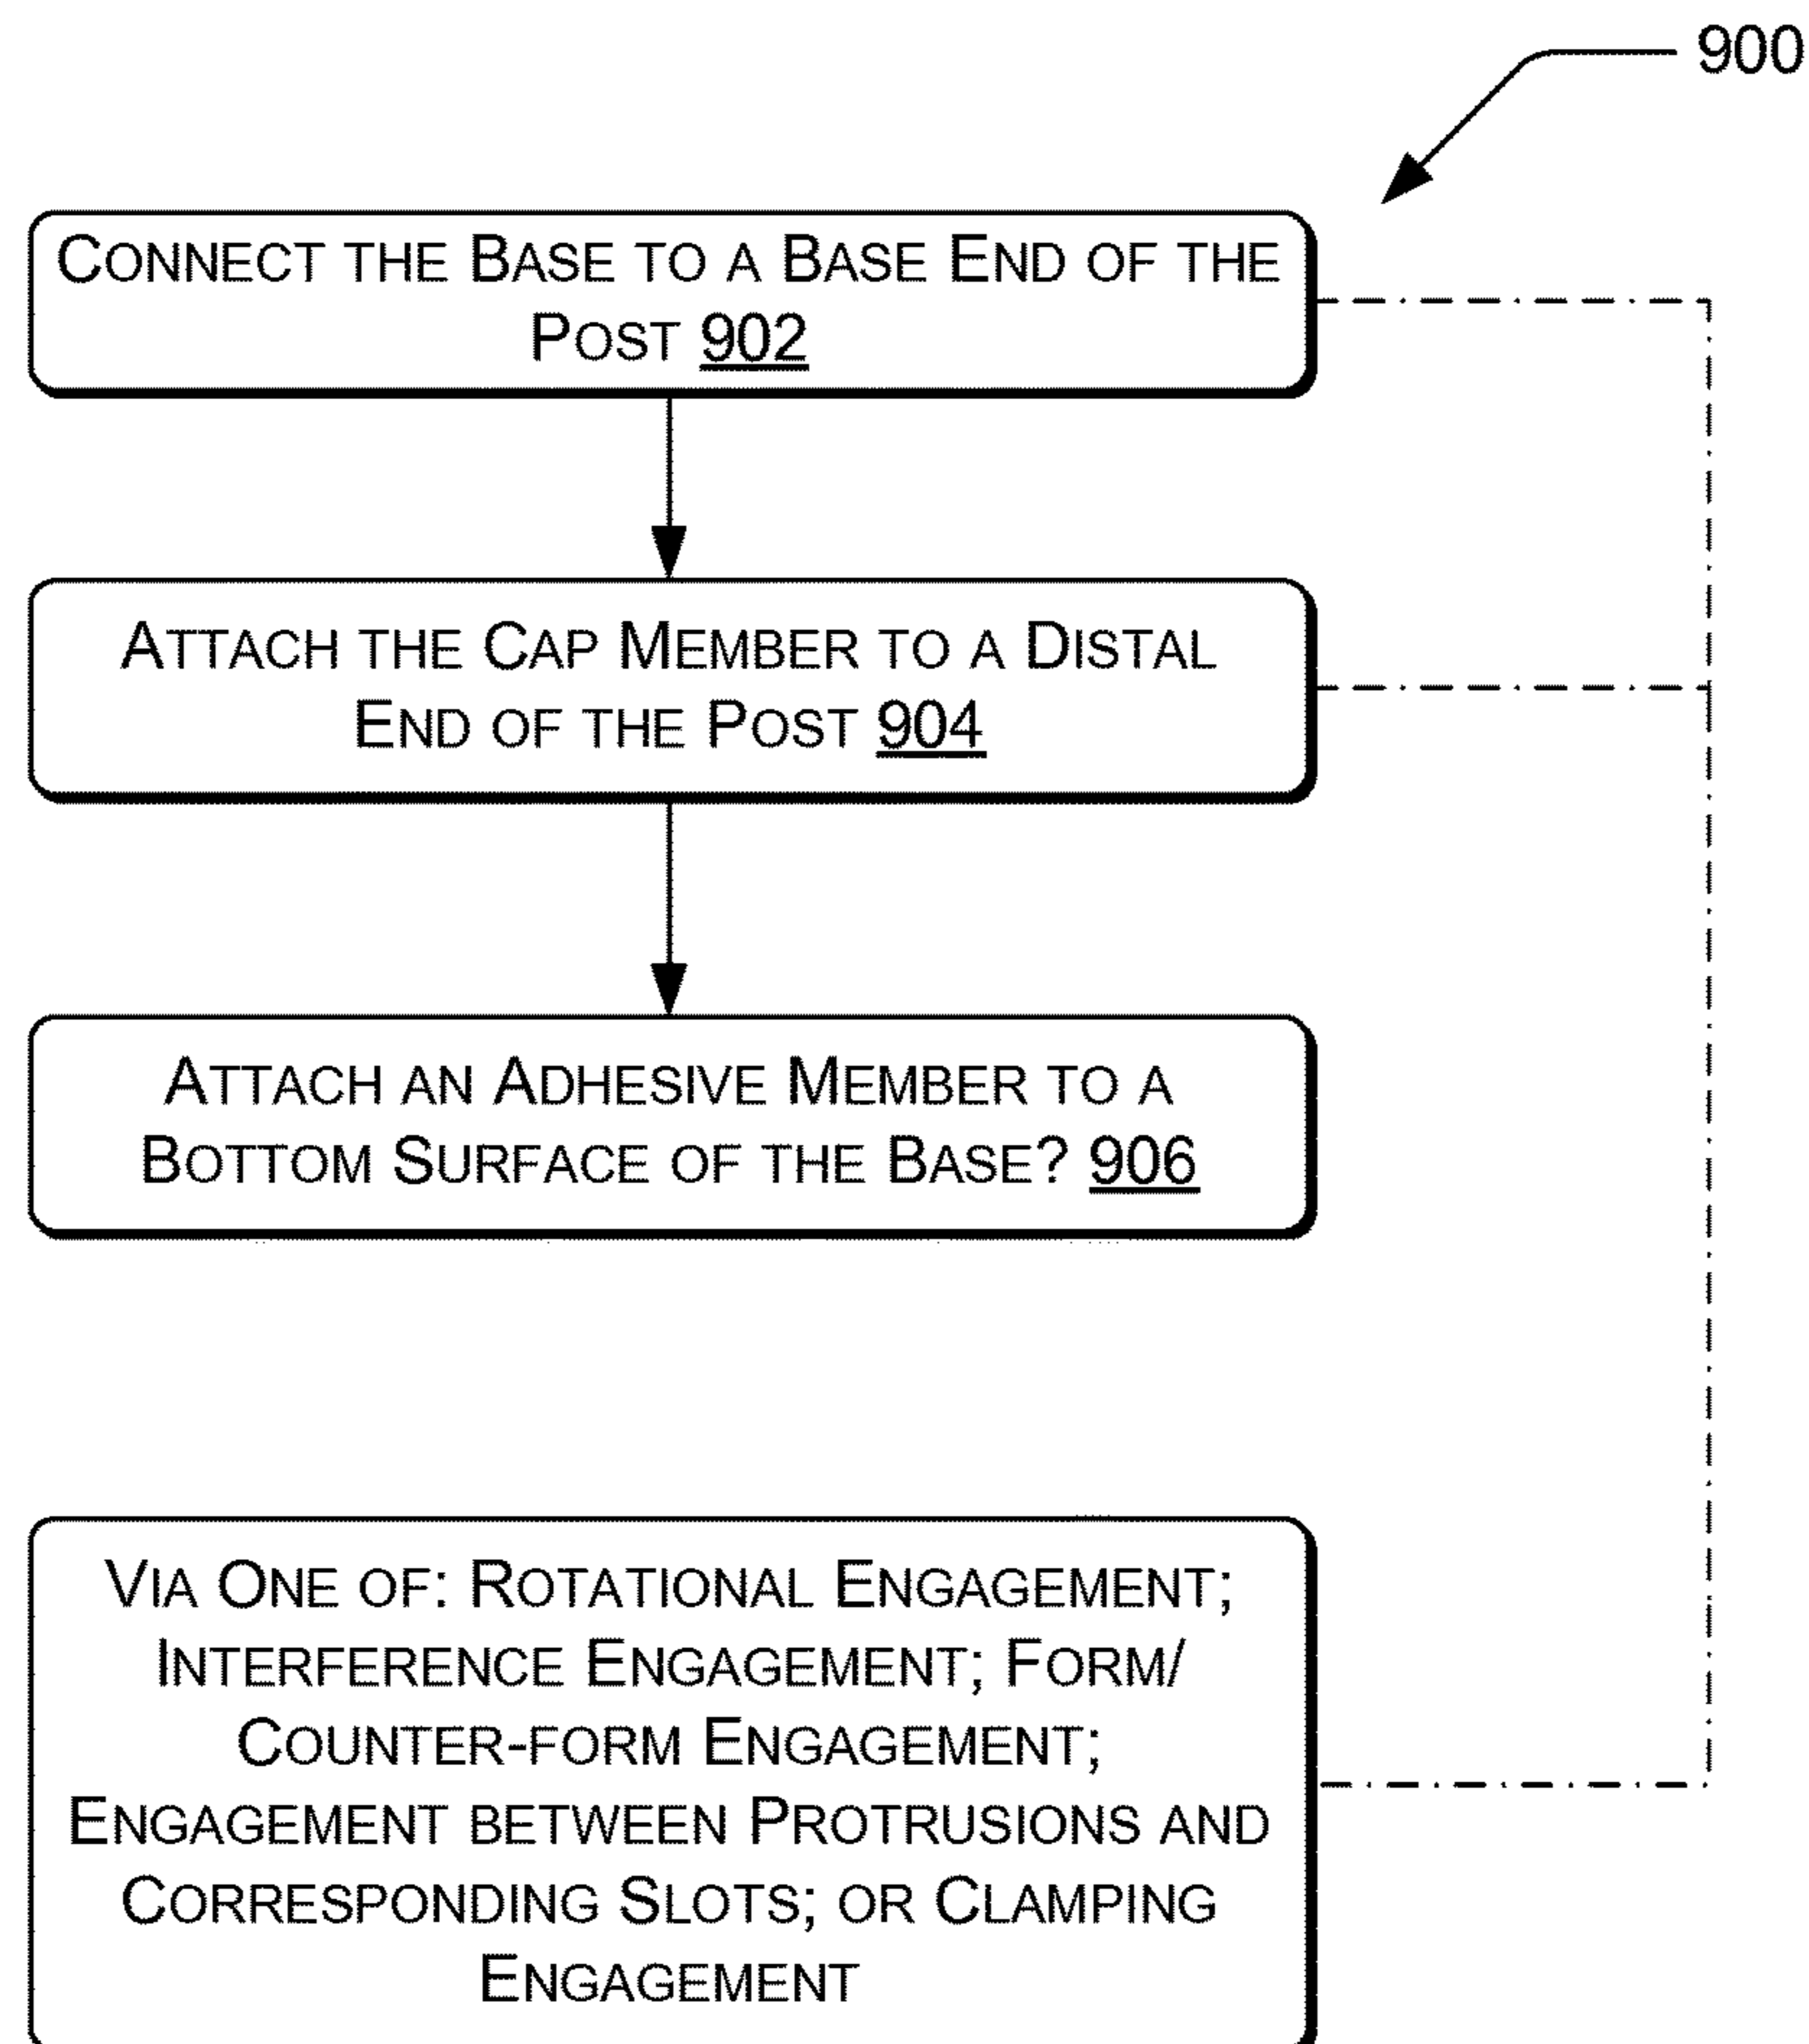 900
Connect the Base to a Base End of the
Post 902
Attach the Cap Member to a Distal
End of the Post 904
Attach an Adhesive Member to a
Bottom Surface of the Base? 906
Via One of: Rotational Engagement;
Interference Engagement; Form/
Counter-form Engagement;
Engagement between Protrusions and
Corresponding Slots; or Clamping
Engagement